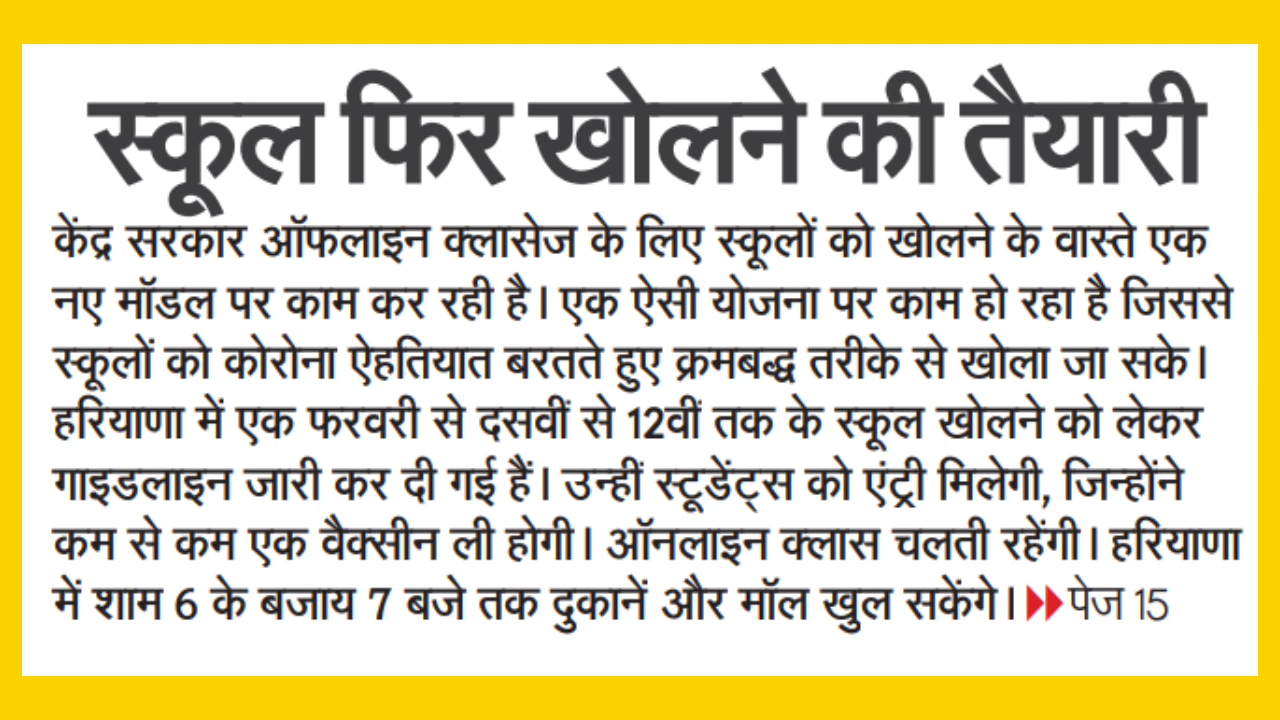 स्कूल फिर खोलने की तैयारी
केंद्र सरकार ऑफलाइन क्लासेज के लिए स्कूलों को खोलने के वास्ते एक
नए मॉडल पर काम कर रही है। एक ऐसी योजना पर काम हो रहा है जिससे
स्कूलों को कोरोना ऐहतियात बरतते हुए क्रमबद्ध तरीके से खोला जा सके।
हरियाणा में एक फरवरी से दसवीं से 12वीं तक के स्कूल खोलने को लेकर
गाइडलाइन जारी कर दी गई हैं। उन्हीं स्टूडेंट्स को एंट्री मिलेगी, जिन्होंने
कम से कम एक वैक्सीन ली होगी। ऑनलाइन क्लास चलती रहेंगी। हरियाणा
में शाम 6 के बजाय 7 बजे तक दुकानें और मॉल खुल सकेंगे। पेज 15